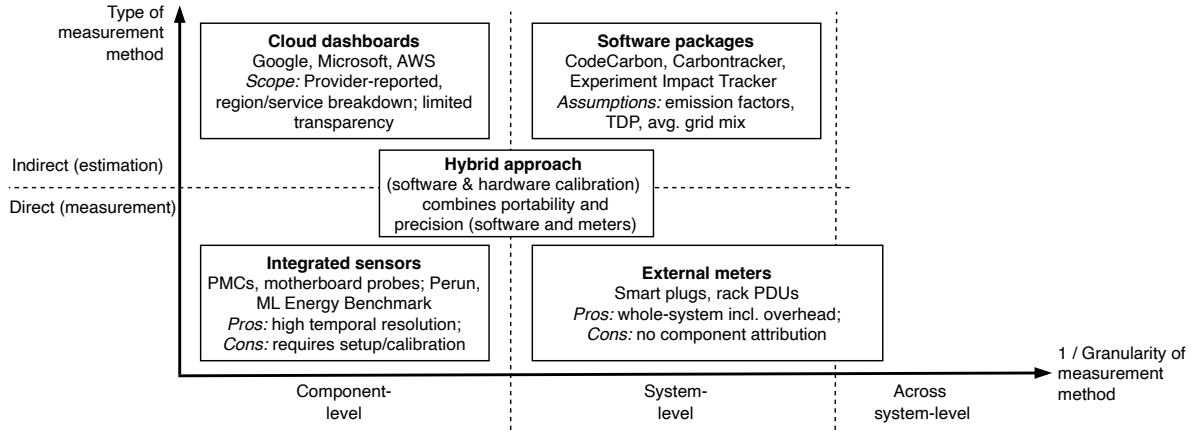 Type of
measurement
method
Cloud dashboards
Google, Microsoft, AWS
Scope: Provider-reported,
region/service breakdown; limited
transparency
Software packages
CodeCarbon, Carbontracker,
Experiment Impact Tracker
Assumptions: emission factors,
TDP, avg. grid mix
Indirect (estimation)
Direct (measurement)
Hybrid approach
(software & hardware calibration)
combines portability and
precision (software and meters)
Integrated sensors
PMCs, motherboard probes; Perun,
ML Energy Benchmark
Pros: high temporal resolution;
Cons: requires setup/calibration
External meters
Smart plugs, rack PDUs
Pros: whole-system incl. overhead;
Cons: no component attribution
1 / Granularity of
measurement
method
Component-
level
System-
level
Across
system-level